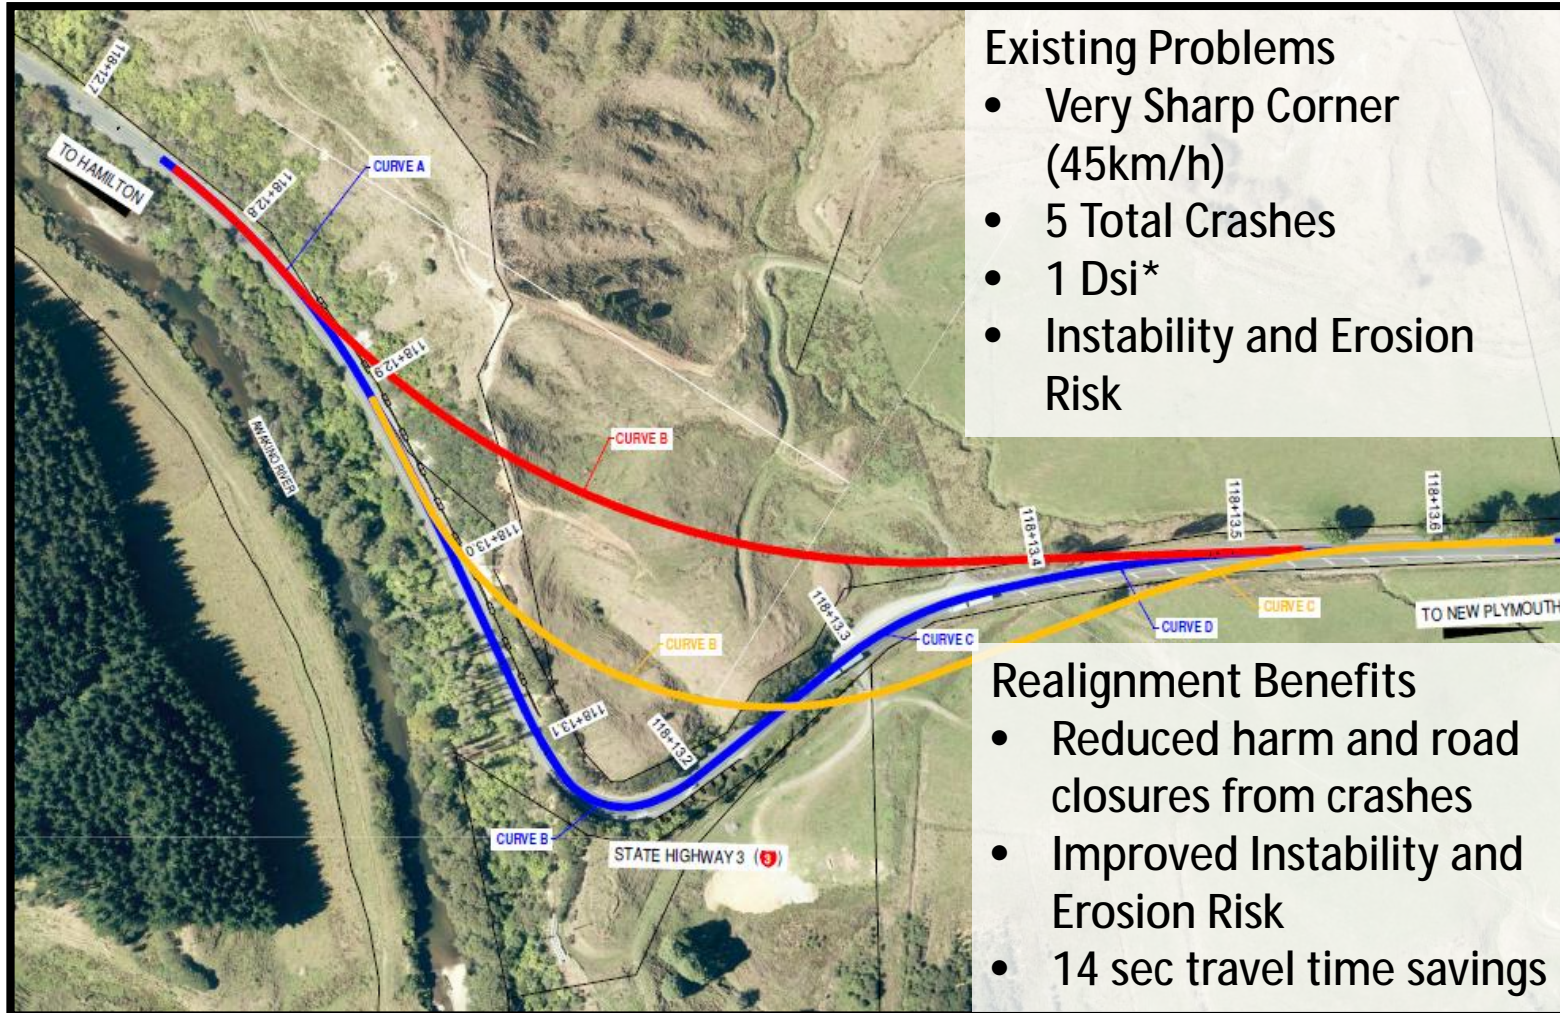 Existing Problems
• Very Sharp Corner
(45km/h)
• 5 Total Crashes
• 1 Dsi*
• Instability and Erosion
Risk
118+12.7
TO HAMILTON
CURVE A
118+12.8
118+12.9
AWAKINO RIVER
CURVE B
118+13.0
118+13.4
118+13.5
118+13.6
118+13.3
CURVE C
TO NEW PLYMOUTH
CURVE D
CURVE C
CURVE B
118+13.1
118+13.2
CURVE B
STATE HIGHWAY 3 (3)
Realignment Benefits
• Reduced harm and road
closures from crashes
• Improved Instability and
Erosion Risk
• 14 sec travel time savings